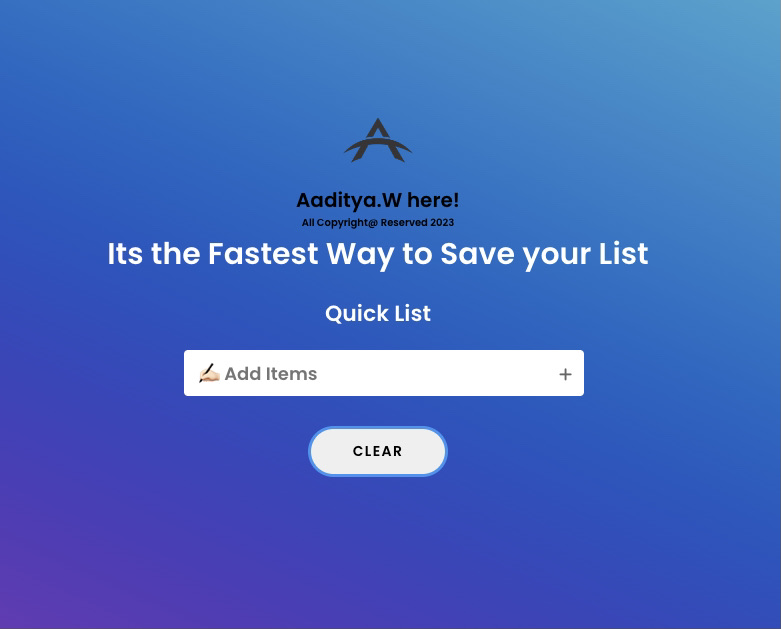 Aaditya.W here!
All Copyright@ Reserved 2023
Its the Fastest Way to Save your List
Quick List
✍🏻 Add Items +
CLEAR